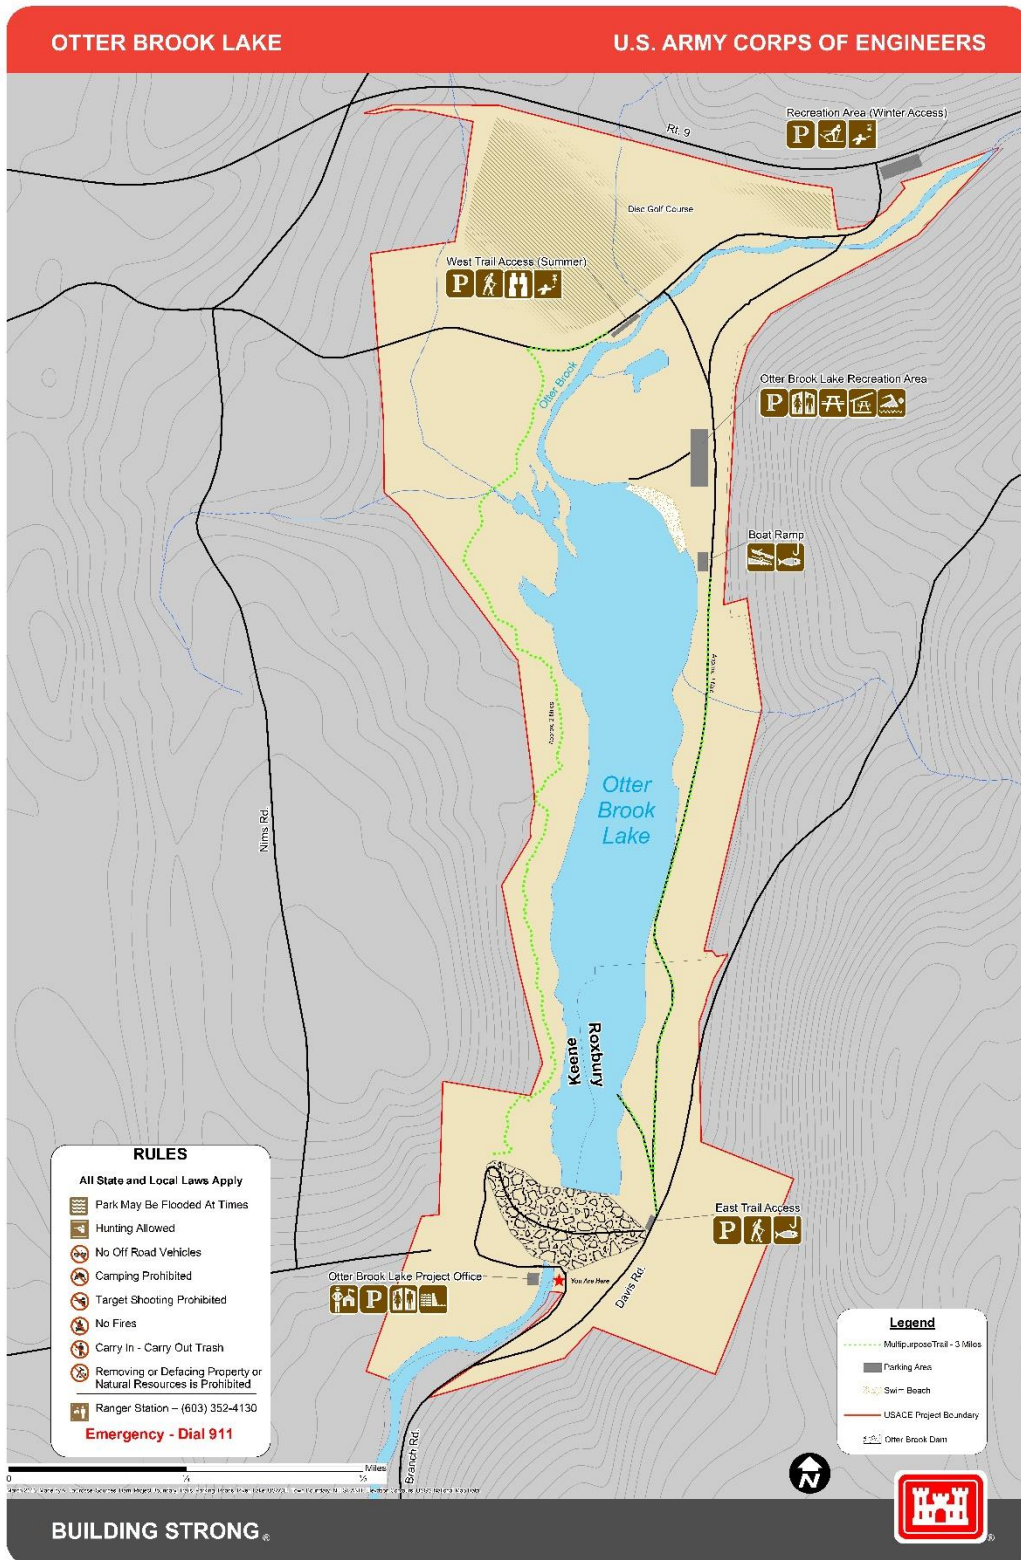 OTTER BROOK LAKE
U.S. ARMY CORPS OF ENGINEERS
Recreation Area (Winter Access)
P
Rt. 9
Disc Golf Course
West Trail Access (Summer)
P
Otter Brook
Otter Brook Lake Recreation Area
P
Boat Ramp
Otter
Brook
Lake
Nims Rd.
Keene
Roxbury
East Trail Access
P
Otter Brook Lake Project Office
P
You Are Here
Davis Rd.
Branch Rd.
RULES
All State and Local Laws Apply
Park May Be Flooded At Times
Hunting Allowed
No Off Road Vehicles
Camping Prohibited
Target Shooting Prohibited
No Fires
Carry In - Carry Out Trash
Removing or Defacing Property or
Natural Resources is Prohibited
Ranger Station – (603) 352-4130
Emergency - Dial 911
Legend
MultipurposeTrail - 3 Miles
Parking Area
Swim Beach
USACE Project Boundary
Otter Brook Dam
Miles
0
N
BUILDING STRONG®
®